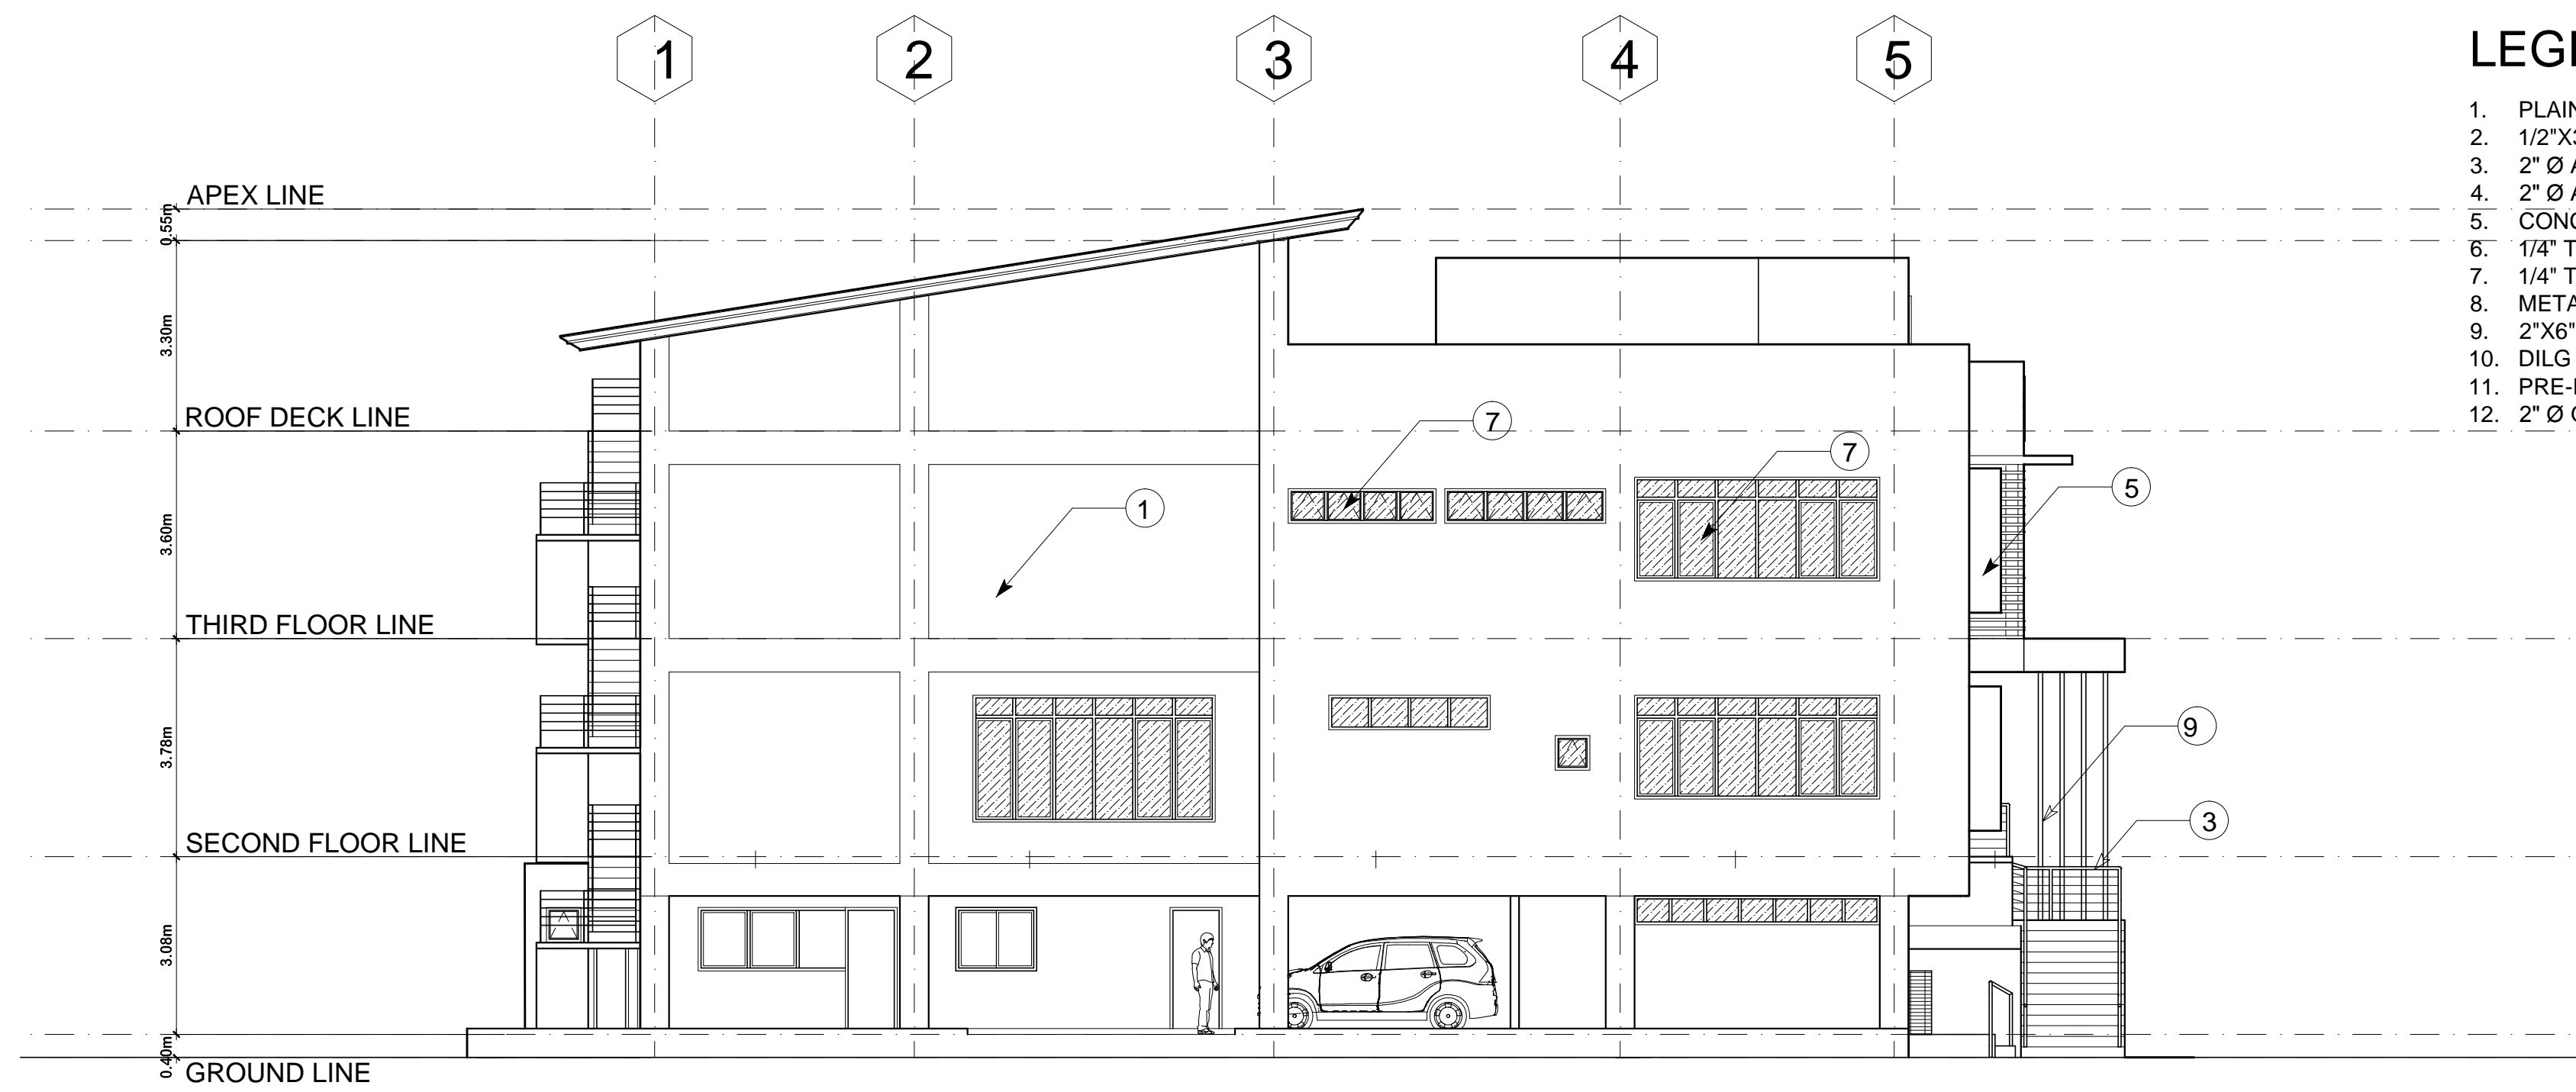 1 2 3 4 5
LEG
1. PLAIN
2. 1/2"X3
3. 2" Ø A
4. 2" Ø A
5. CONC
6. 1/4" T
7. 1/4" T
8. META
9. 2"X6"
10. DILG
11. PRE-
12. 2" Ø
APEX LINE
0.55m
3.30m
ROOF DECK LINE
7
7
5
1
3.60m
THIRD FLOOR LINE
9
3.78m
3
SECOND FLOOR LINE
3.08m
0.40m
GROUND LINE